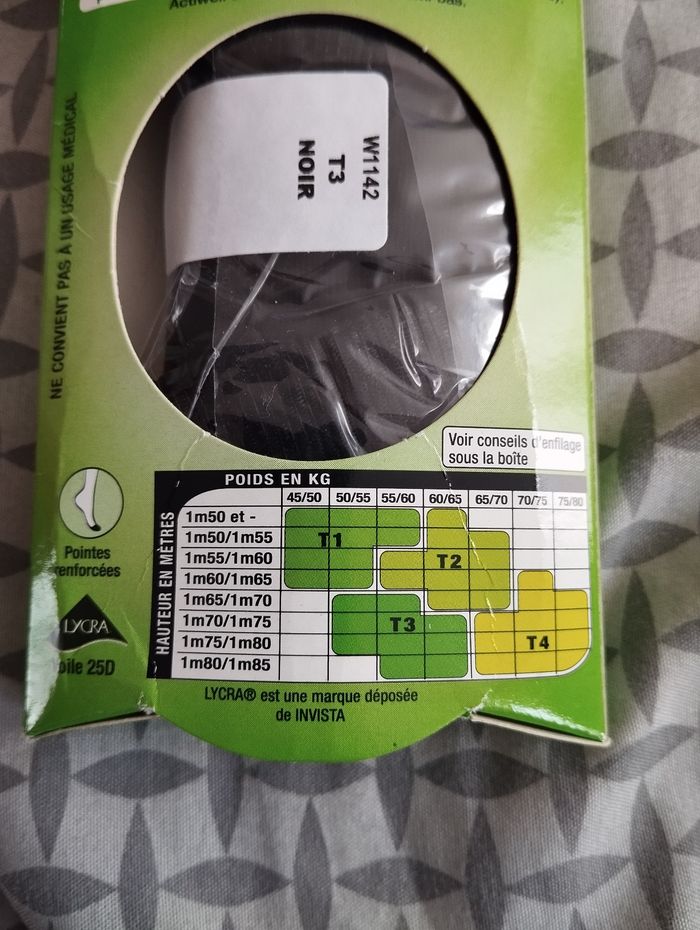 NE CONVIENT PAS À UN USAGE MÉDICAL
W1142
T3
NOIR
Voir conseils d'enfilage
sous la boîte
POIDS EN KG
45/50 50/55 55/60 60/65 65/70 70/75 75/80
HAUTEUR EN MÈTRES
1m50 et -
1m50/1m55
1m55/1m60
1m60/1m65
1m65/1m70
1m70/1m75
1m75/1m80
1m80/1m85
T1
T2
T3
T4
Pointes
renforcées
LYCRA
oile 25D
LYCRA® est une marque déposée
de INVISTA